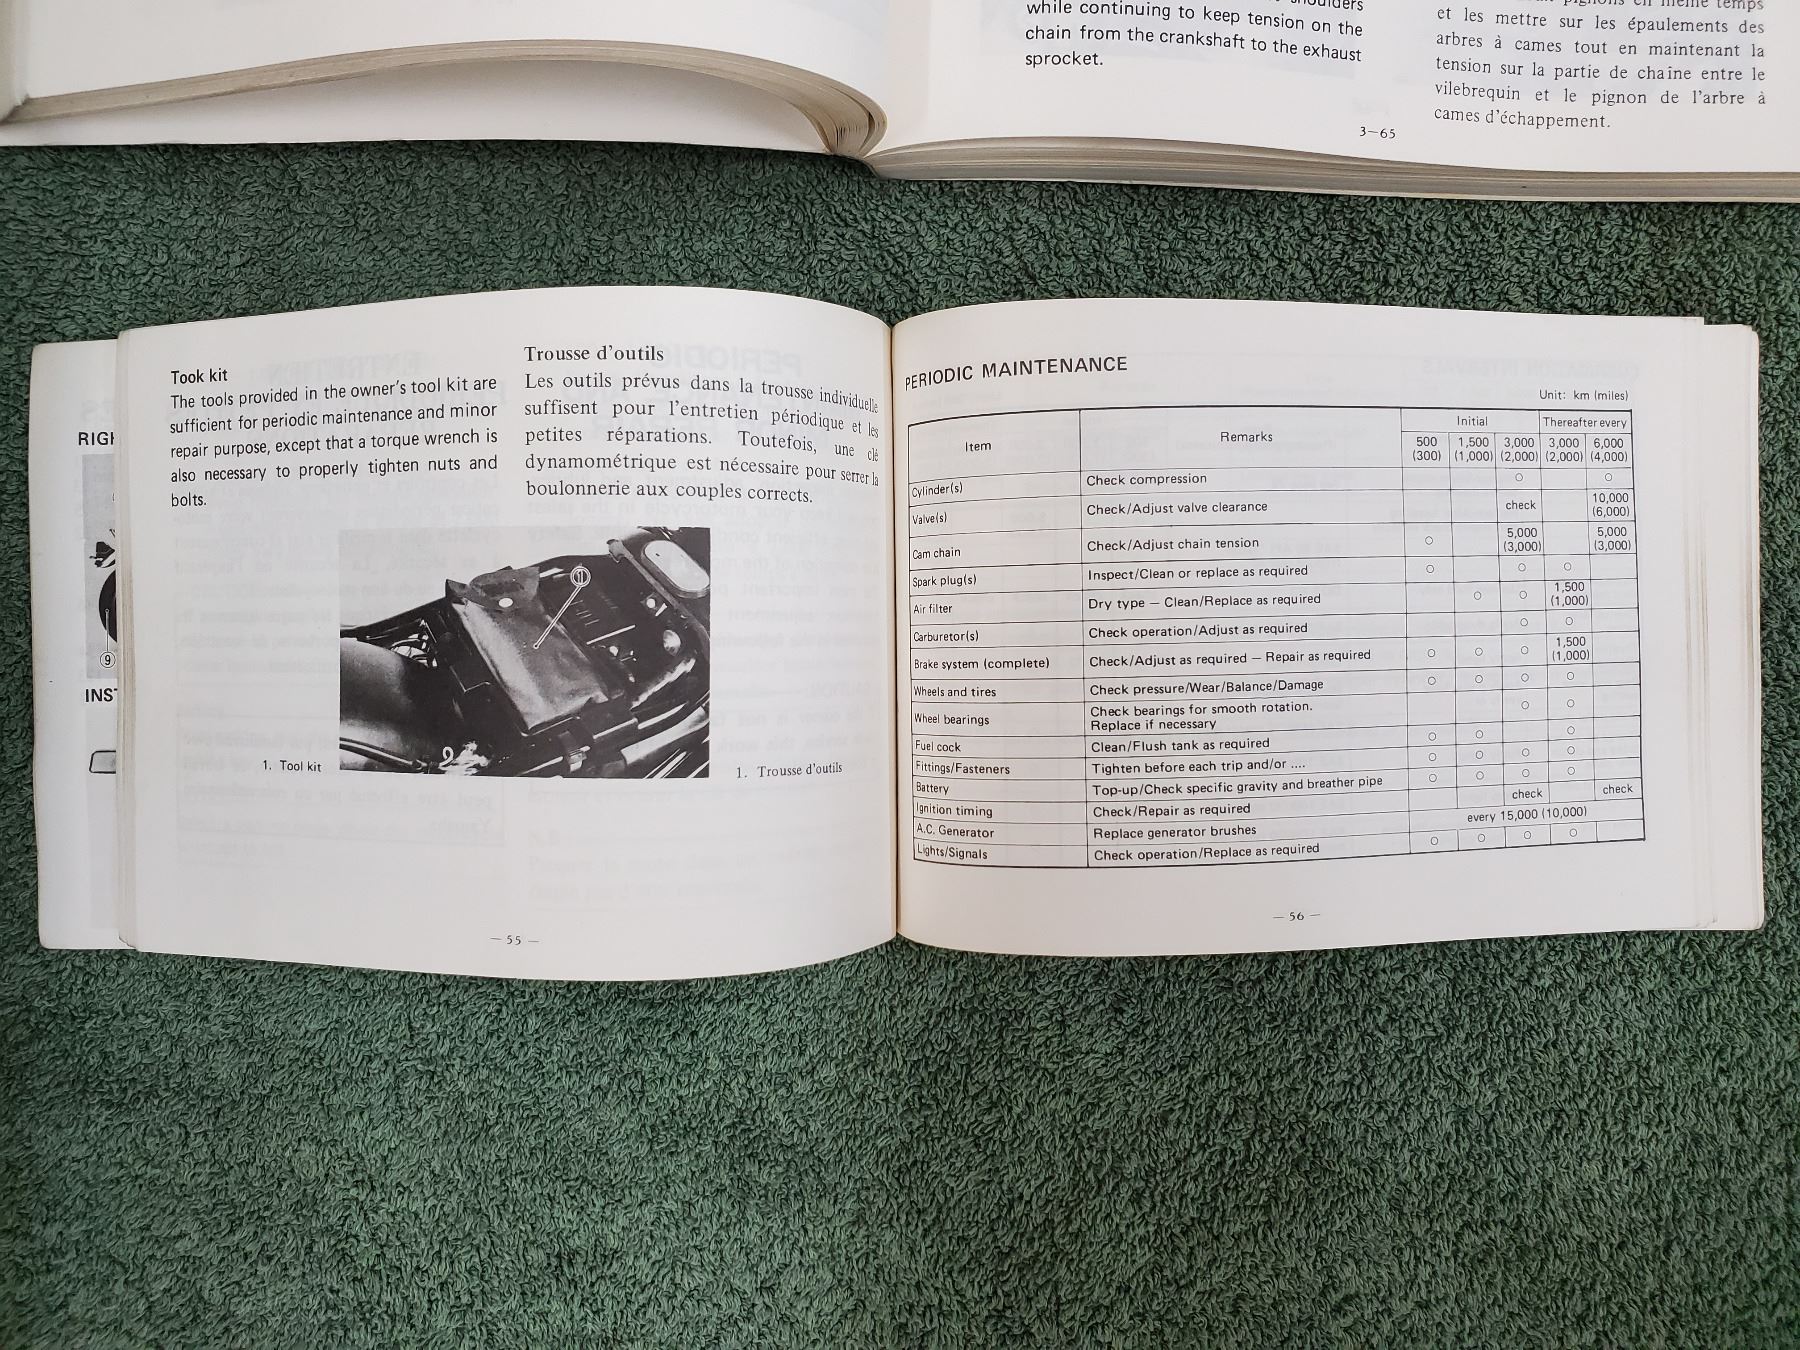 shoulders
while continuing to keep tension on the
chain from the crankshaft to the exhaust
sprocket.
pignons en même temps
et les mettre sur les épaulements des
arbres à cames tout en maintenant la
tension sur la partie de chaîne entre le
vilebrequin et le pignon de l'arbre à
cames d'échappement.
3-65
RIGH
9
INST
Took kit
The tools provided in the owner's tool kit are
sufficient for periodic maintenance and minor
repair purpose, except that a torque wrench is
also necessary to properly tighten nuts and
bolts.
Trousse d'outils
Les outils prévus dans la trousse individuelle
suffisent pour l'entretien périodique et les
petites réparations. Toutefois, une clé
dynamométrique est nécessaire pour serrer la
boulonnerie aux couples corrects.
1
1. Tool kit
1. Trousse d'outils
— 55 —
PERIODIC MAINTENANCE
Unit: km (miles)
Item Remarks Initial Thereafter every
500 1,500 3,000 3,000 6,000
(300) (1,000) (2,000) (2,000) (4,000)
Cylinder(s) Check compression ○ ○
Valve(s) Check/Adjust valve clearance check 10,000
(6,000)
Cam chain Check/Adjust chain tension ○ 5,000 5,000
(3,000) (3,000)
Spark plug(s) Inspect/Clean or replace as required ○ ○ ○
Air filter Dry type — Clean/Replace as required ○ ○ 1,500
(1,000)
Carburetor(s) Check operation/Adjust as required ○ ○
Brake system (complete) Check/Adjust as required — Repair as required ○ ○ ○ 1,500
(1,000)
Wheels and tires Check pressure/Wear/Balance/Damage ○ ○ ○ ○
Wheel bearings Check bearings for smooth rotation. ○ ○
Replace if necessary
Fuel cock Clean/Flush tank as required ○ ○ ○
Fittings/Fasteners Tighten before each trip and/or .... ○ ○ ○ ○
Battery Top-up/Check specific gravity and breather pipe ○ ○ ○ ○
Ignition timing Check/Repair as required check check
A.C. Generator Replace generator brushes every 15,000 (10,000)
Lights/Signals Check operation/Replace as required ○ ○ ○ ○
— 56 —